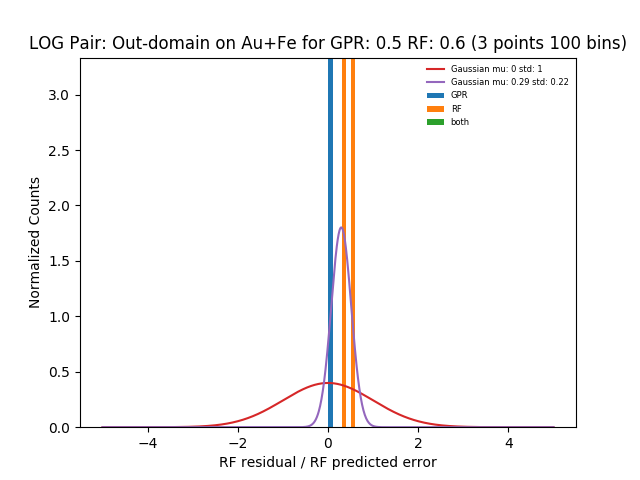 LOG Pair: Out-domain on Au+Fe for GPR: 0.5 RF: 0.6 (3 points 100 bins)
Gaussian mu: 0 std: 1
Gaussian mu: 0.29 std: 0.22
GPR
RF
both
Normalized Counts
3.0
2.5
2.0
1.5
1.0
0.5
0.0
−4
−2
0
2
4
RF residual / RF predicted error